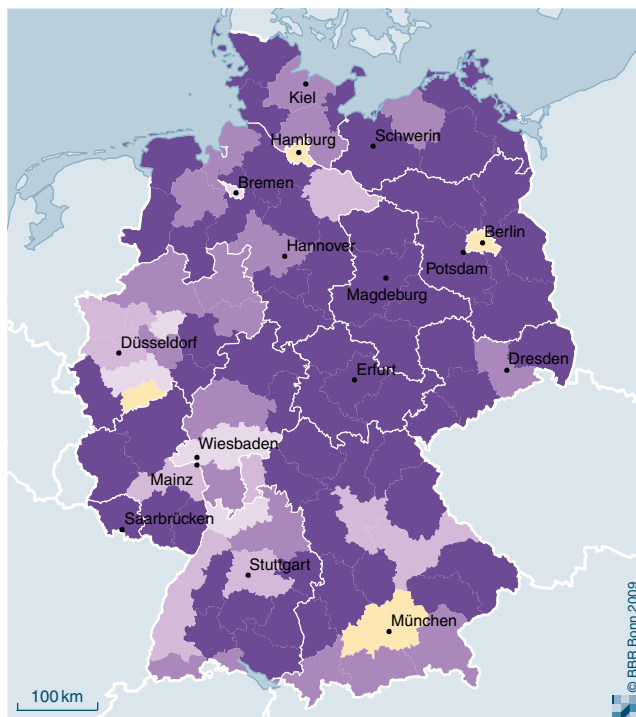 Kiel
Hamburg
Schwerin
Bremen
Berlin
Hannover
Potsdam
Magdeburg
Düsseldorf
Dresden
Erfurt
Wiesbaden
Mainz
Saarbrücken
Stuttgart
München
100 km
© BBR Bonn 2009